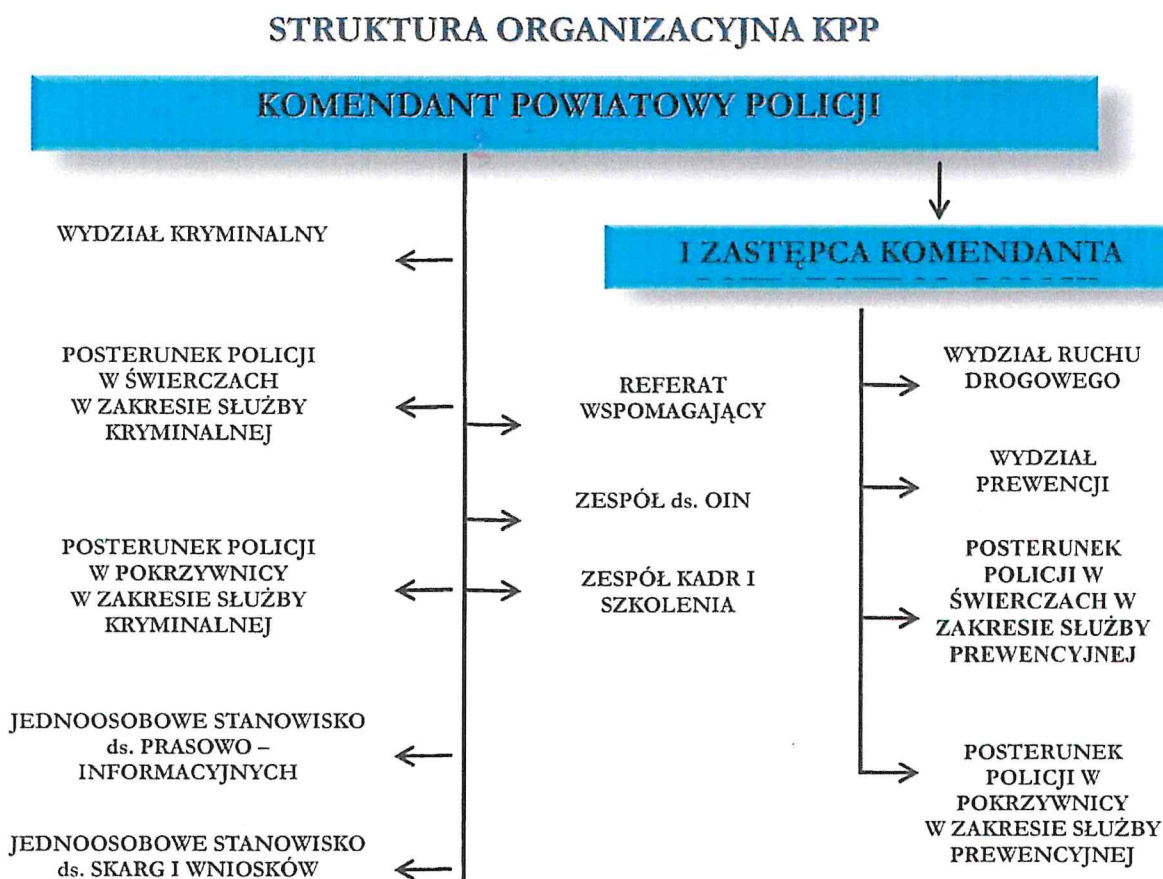 STRUKTURA ORGANIZACYJNA KPP
KOMENDANT POWIATOWY POLICJI
WYDZIAŁ KRYMINALNY
POSTERUNEK POLICJI
W ŚWIERCZACH
W ZAKRESIE SŁUŻBY
KRYMINALNEJ
POSTERUNEK POLICJI
W POKRZYWNICY
W ZAKRESIE SŁUŻBY
KRYMINALNEJ
JEDNOOSOBOWE STANOWISKO
ds. PRASOWO –
INFORMACYJNYCH
JEDNOOSOBOWE STANOWISKO
ds. SKARG I WNIOSKÓW
REFERAT
WSPOMAGAJĄCY
ZESPÓŁ ds. OIN
ZESPÓŁ KADR I
SZKOLENIA
I ZASTĘPCA KOMENDANTA
WYDZIAŁ RUCHU
DROGOWEGO
WYDZIAŁ
PREWENCJI
POSTERUNEK
POLICJI W
ŚWIERCZACH W
ZAKRESIE SŁUŻBY
PREWENCYJNEJ
POSTERUNEK
POLICJI W
POKRZYWNICY
W ZAKRESIE SŁUŻBY
PREWENCYJNEJ